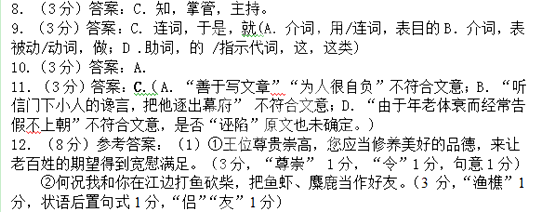 8.（3分）答案：C．知，掌管，主持。
9.（3分）答案：C．连词，于是，就(A．介词，用/连词，表目的B．介词，表
被动/动词，做；D .助词，的 /指示代词，这，这类)
10.（3分）答案：A.
11.（3分）答案：C.(A.“善于写文章”“为人很自负”不符合文意；B.“听
信门下小人的谗言，把他逐出幕府” 不符合文意；D.“由于年老体衰而经常告
假不上朝”不符合文意，是否“诬陷”原文也未确定。)
12.（8分）参考答案：（1）①王位尊贵崇高，您应当修养美好的品德，来让
老百姓的期望得到宽慰满足。（3分，“尊崇” 1分，“令”1分，句意1分）
②何况我和你在江边打鱼砍柴，把鱼虾、麋鹿当作好友。（3 分，“渔樵”1
分，状语后置句式1分，“侣”“友”1分）